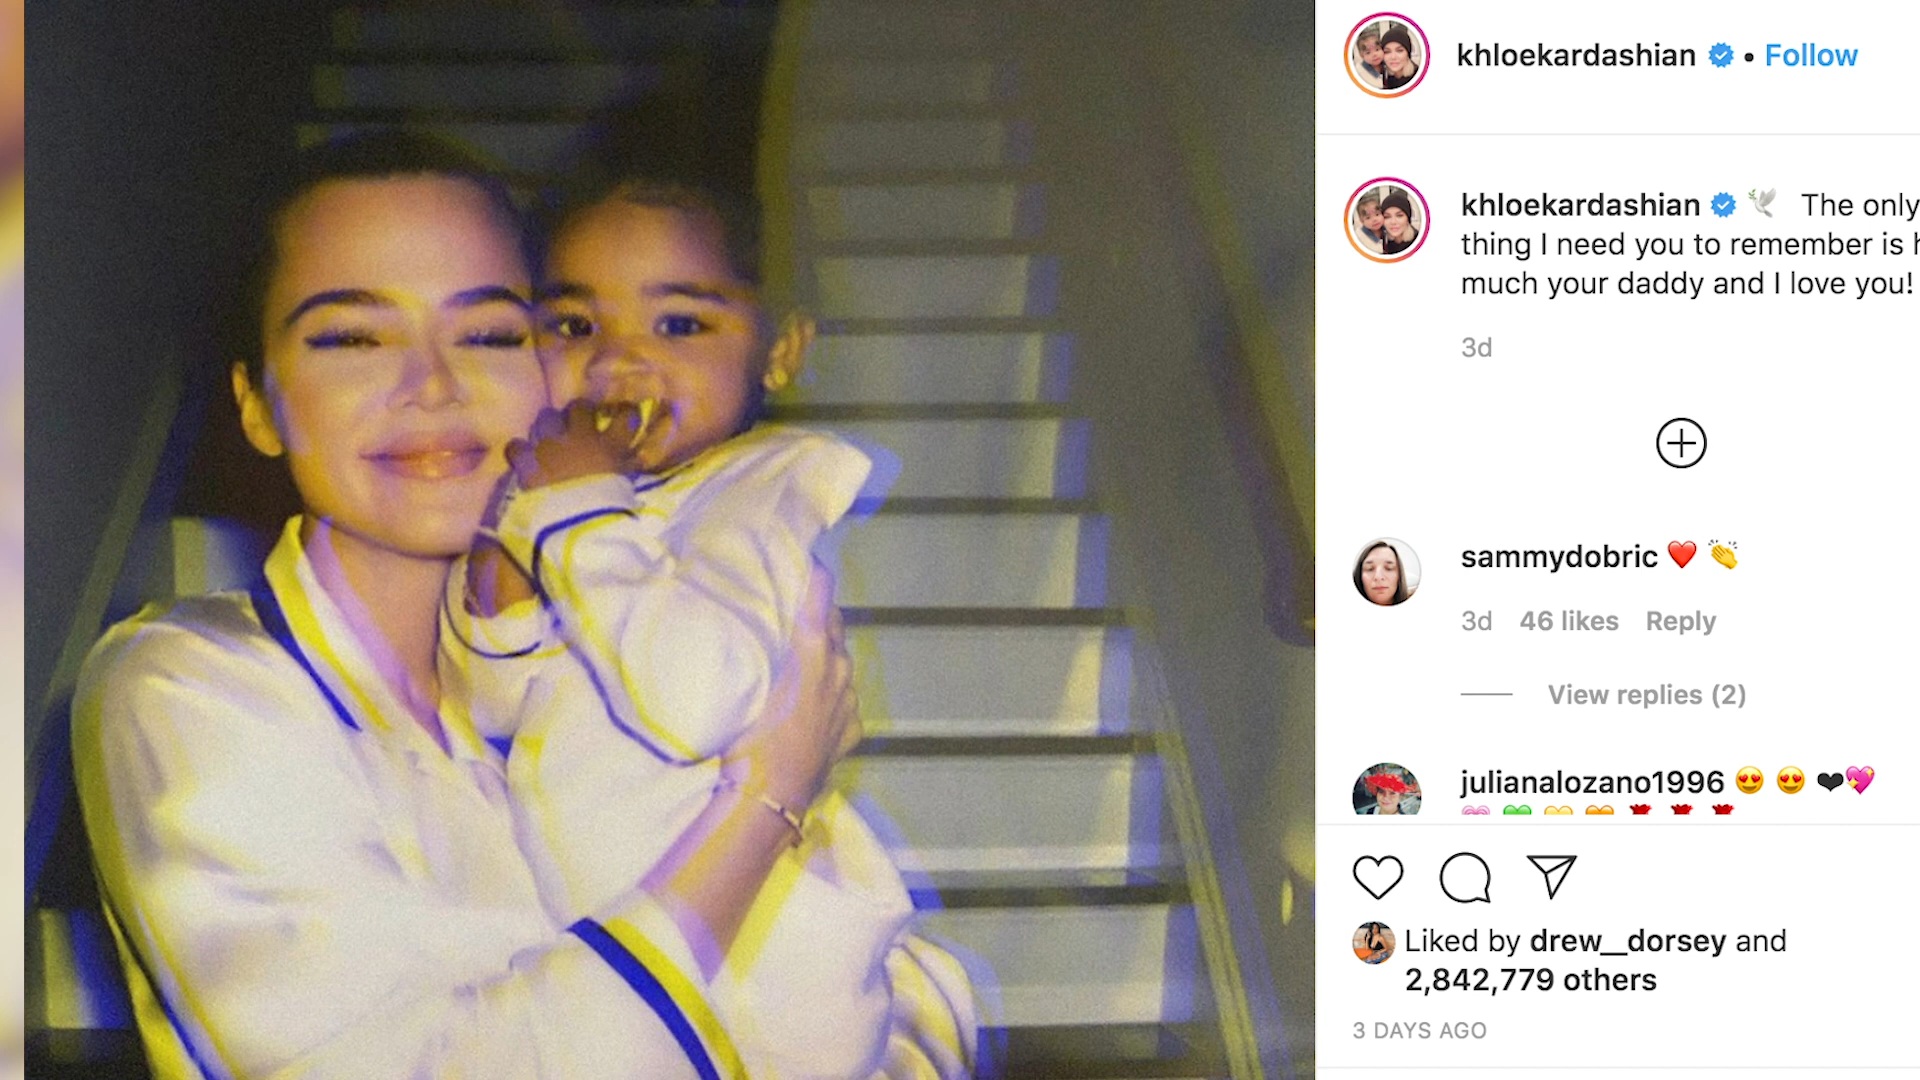 khloekardashian • Follow
khloekardashian 🕊 The only
thing I need you to remember is
much your daddy and I love you!
3d
sammydobric ❤️ 👏
3d 46 likes Reply
View replies (2)
julianalozano1996 😍 😍 ❤💖
💗 💚 💛 🧡 🌹 🌹 🌹
Liked by drew__dorsey and
2,842,779 others
3 DAYS AGO